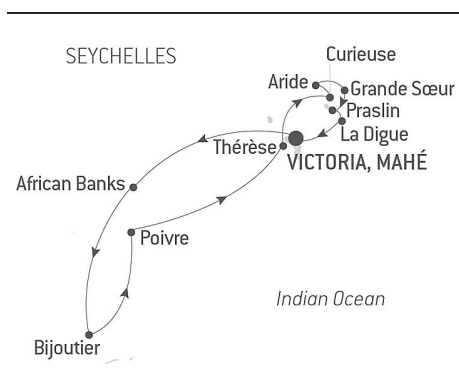 Curieuse
SEYCHELLES
Aride
Grande Sœur
Praslin
La Digue
Thérèse
VICTORIA, MAHÉ
African Banks
Poivre
Indian Ocean
Bijoutier